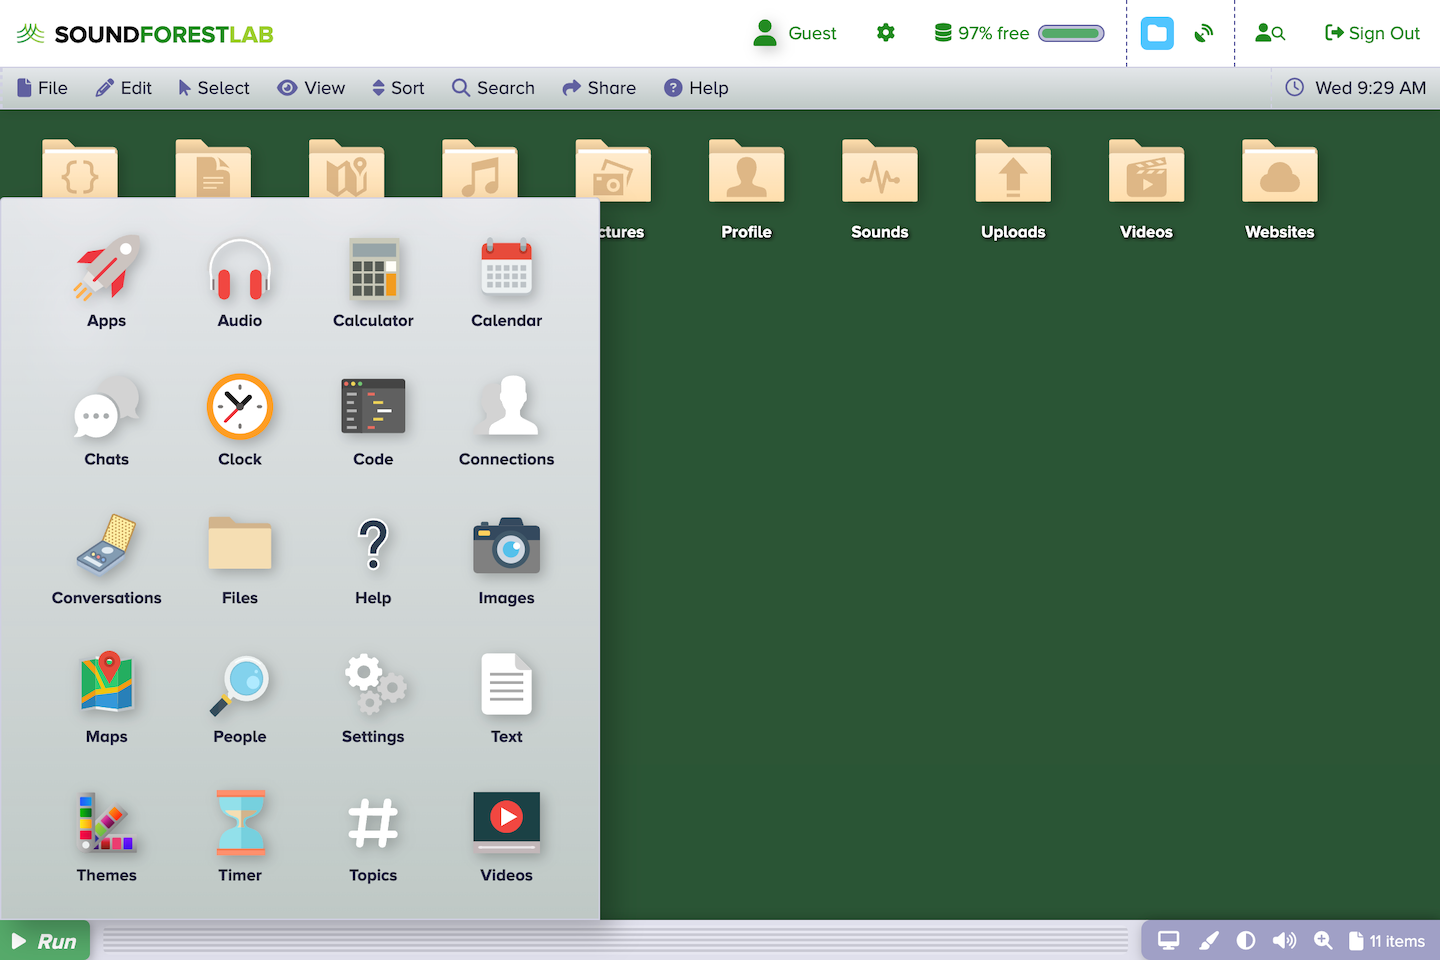 SOUNDFORESTLAB
Guest
97% free
Sign Out
File
Edit
Select
View
Sort
Search
Share
Help
Wed 9:29 AM
ctures
Profile
Sounds
Uploads
Videos
Websites
Apps
Audio
Calculator
Calendar
Chats
Clock
Code
Connections
Conversations
Files
Help
Images
Maps
People
Settings
Text
Themes
Timer
Topics
Videos
Run
11 items